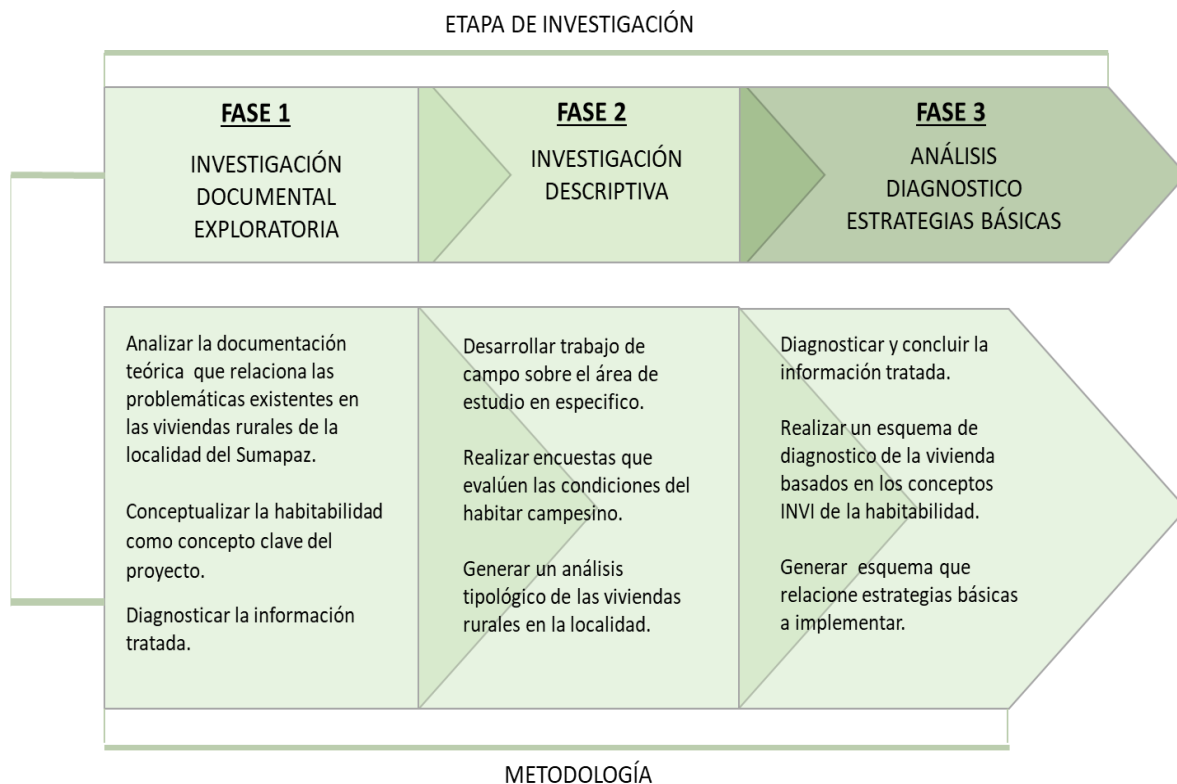 ETAPA DE INVESTIGACIÓN
FASE 1
INVESTIGACIÓN
DOCUMENTAL
EXPLORATORIA
FASE 2
INVESTIGACIÓN
DESCRIPTIVA
FASE 3
ANÁLISIS
DIAGNOSTICO
ESTRATEGIAS BÁSICAS
Analizar la documentación
teórica que relaciona las
problemáticas existentes en
las viviendas rurales de la
localidad del Sumapaz.
Conceptualizar la habitabilidad
como concepto clave del
proyecto.
Diagnosticar la información
tratada.
Desarrollar trabajo de
campo sobre el área de
estudio en especifico.
Realizar encuestas que
evalúen las condiciones del
habitar campesino.
Generar un análisis
tipológico de las viviendas
rurales en la localidad.
Diagnosticar y concluir la
información tratada.
Realizar un esquema de
diagnostico de la vivienda
basados en los conceptos
INVI de la habitabilidad.
Generar esquema que
relacione estrategias básicas
a implementar.
METODOLOGÍA